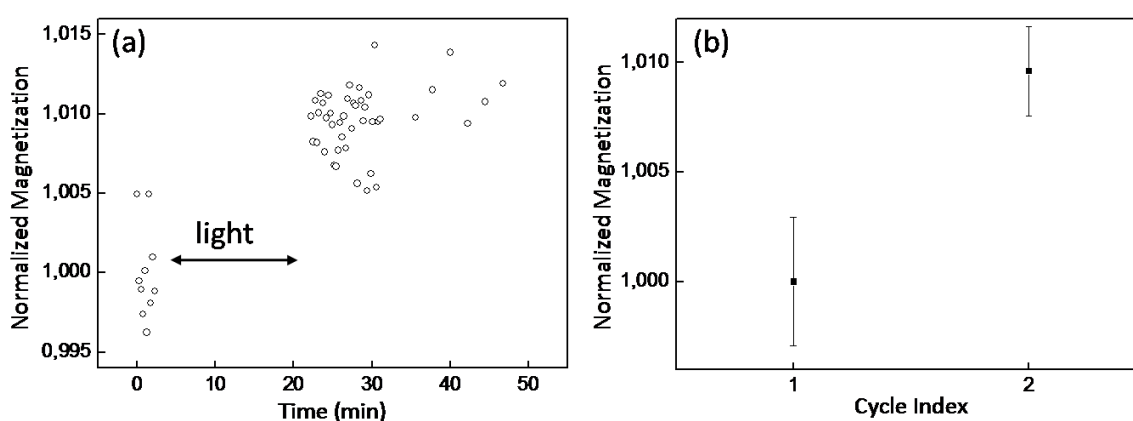 (a)
Normalized Magnetization
1,015
1,010
1,005
1,000
0,995
light
0 10 20 30 40 50
Time (min)
(b)
Normalized Magnetization
1,010
1,005
1,000
1 2
Cycle Index